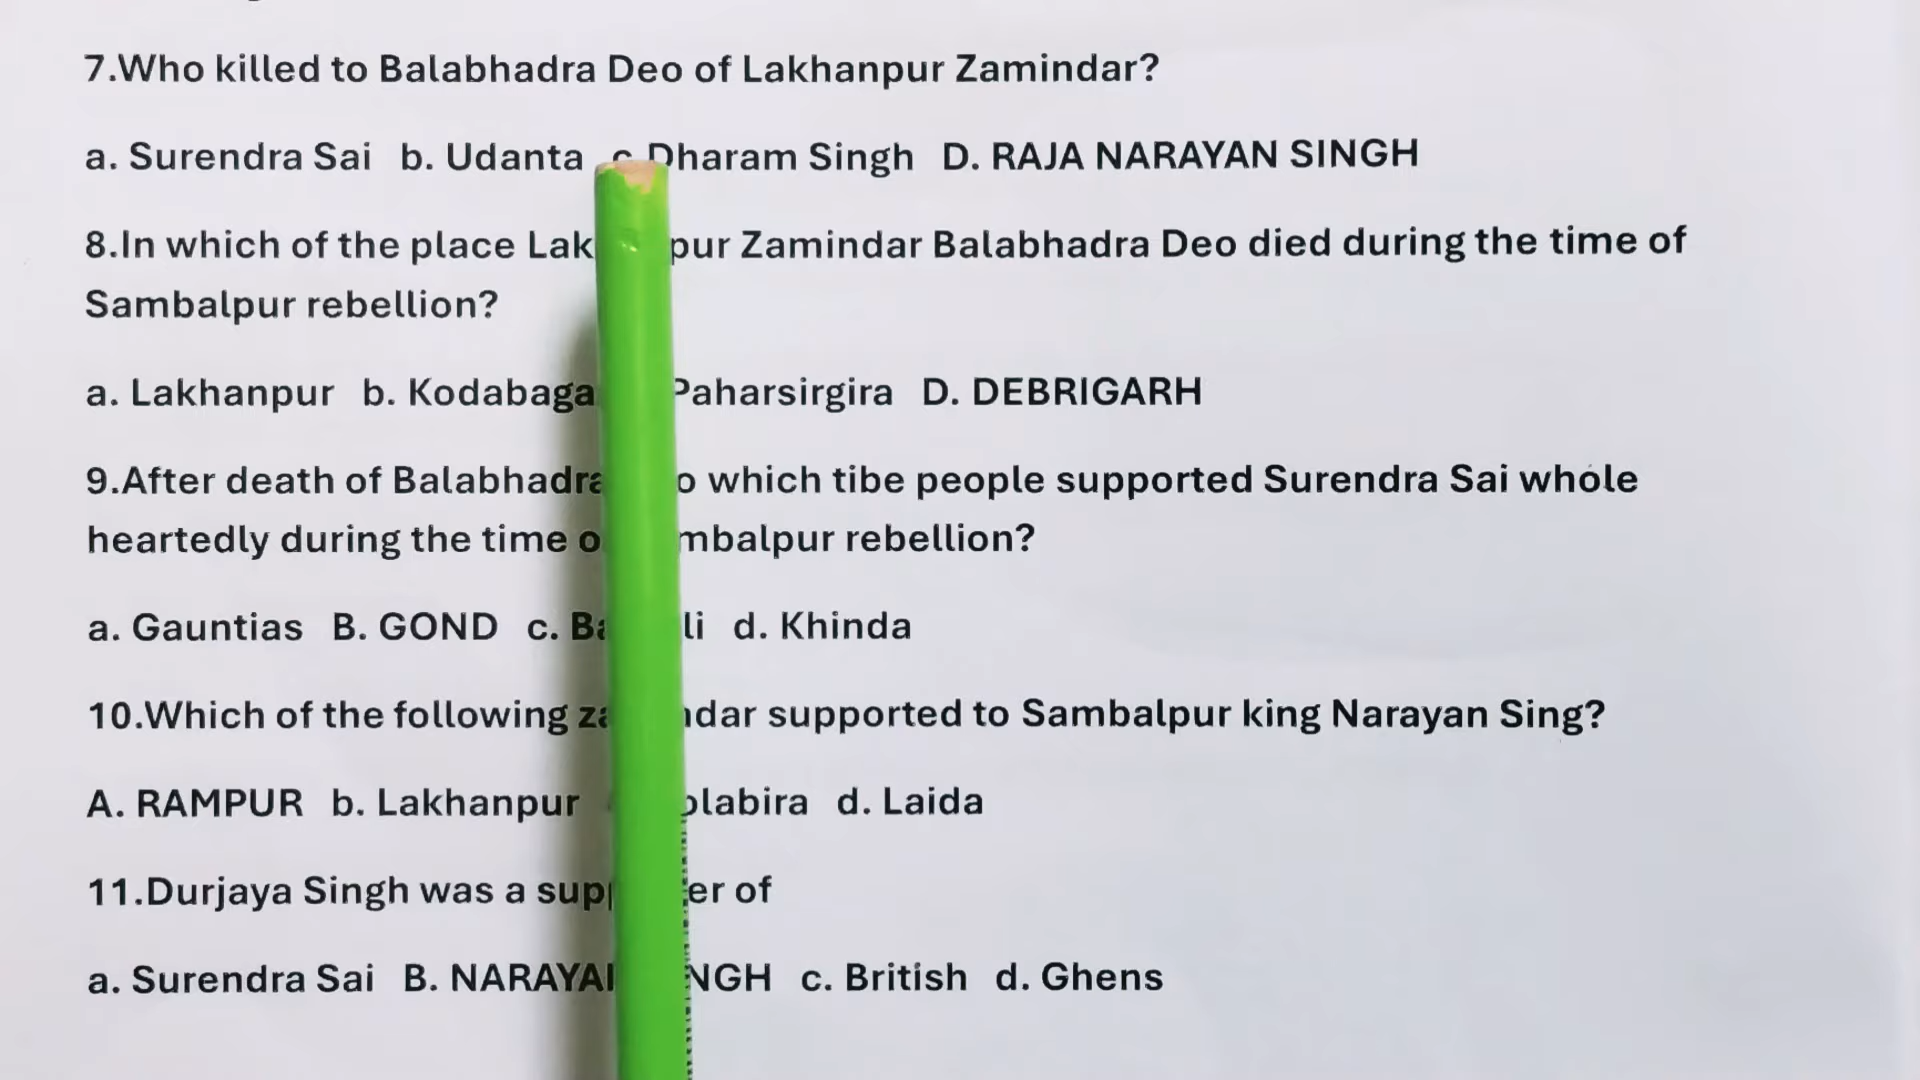 7.Who killed to Balabhadra Deo of Lakhanpur Zamindar?
a. Surendra Sai b. Udanta c Dharam Singh D. RAJA NARAYAN SINGH
8.In which of the place Lak pur Zamindar Balabhadra Deo died during the time of
Sambalpur rebellion?
a. Lakhanpur b. Kodabaga Paharsirgira D. DEBRIGARH
9.After death of Balabhadra which tibe people supported Surendra Sai whole
heartedly during the time mbalpur rebellion?
a. Gauntias B. GOND c. d. Khinda
10.Which of the following supported to Sambalpur king Narayan Sing?
A. RAMPUR b. Lakhanpur labira d. Laida
11.Durjaya Singh was a of
a. Surendra Sai B. c. British d. Ghens